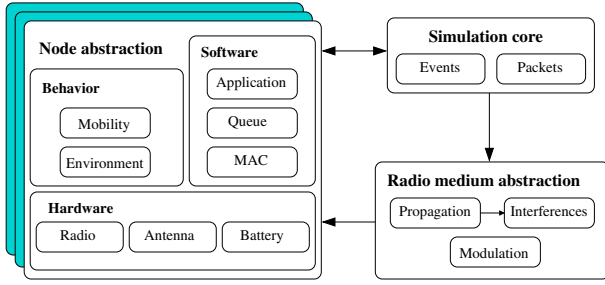 Node abstraction
Behavior
Mobility
Environment
Software
Application
Queue
MAC
Hardware
Radio
Antenna
Battery
Simulation core
Events
Packets
Radio medium abstraction
Propagation
Interferences
Modulation